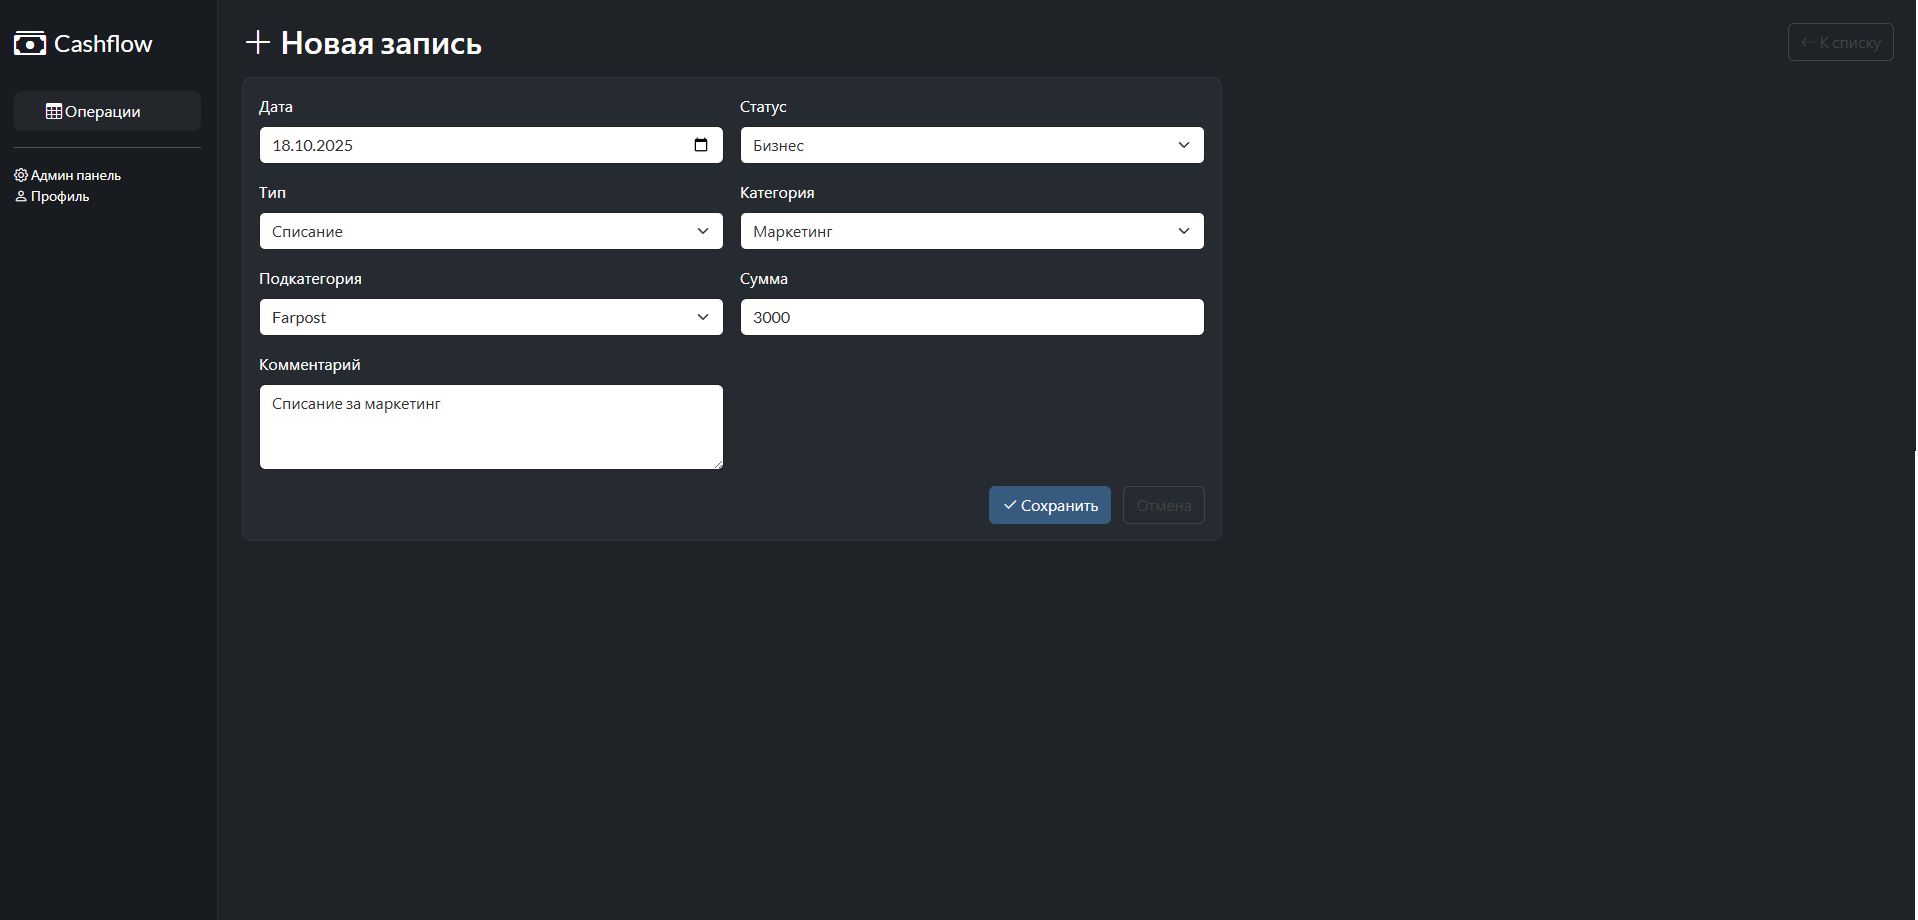 Cashflow
Операции
Админ панель
Профиль
Новая запись
К списку
Дата
Статус
18.10.2025
Бизнес
Тип
Категория
Списание
Маркетинг
Подкатегория
Сумма
Farpost
3000
Комментарий
Списание за маркетинг
Сохранить
Отмена